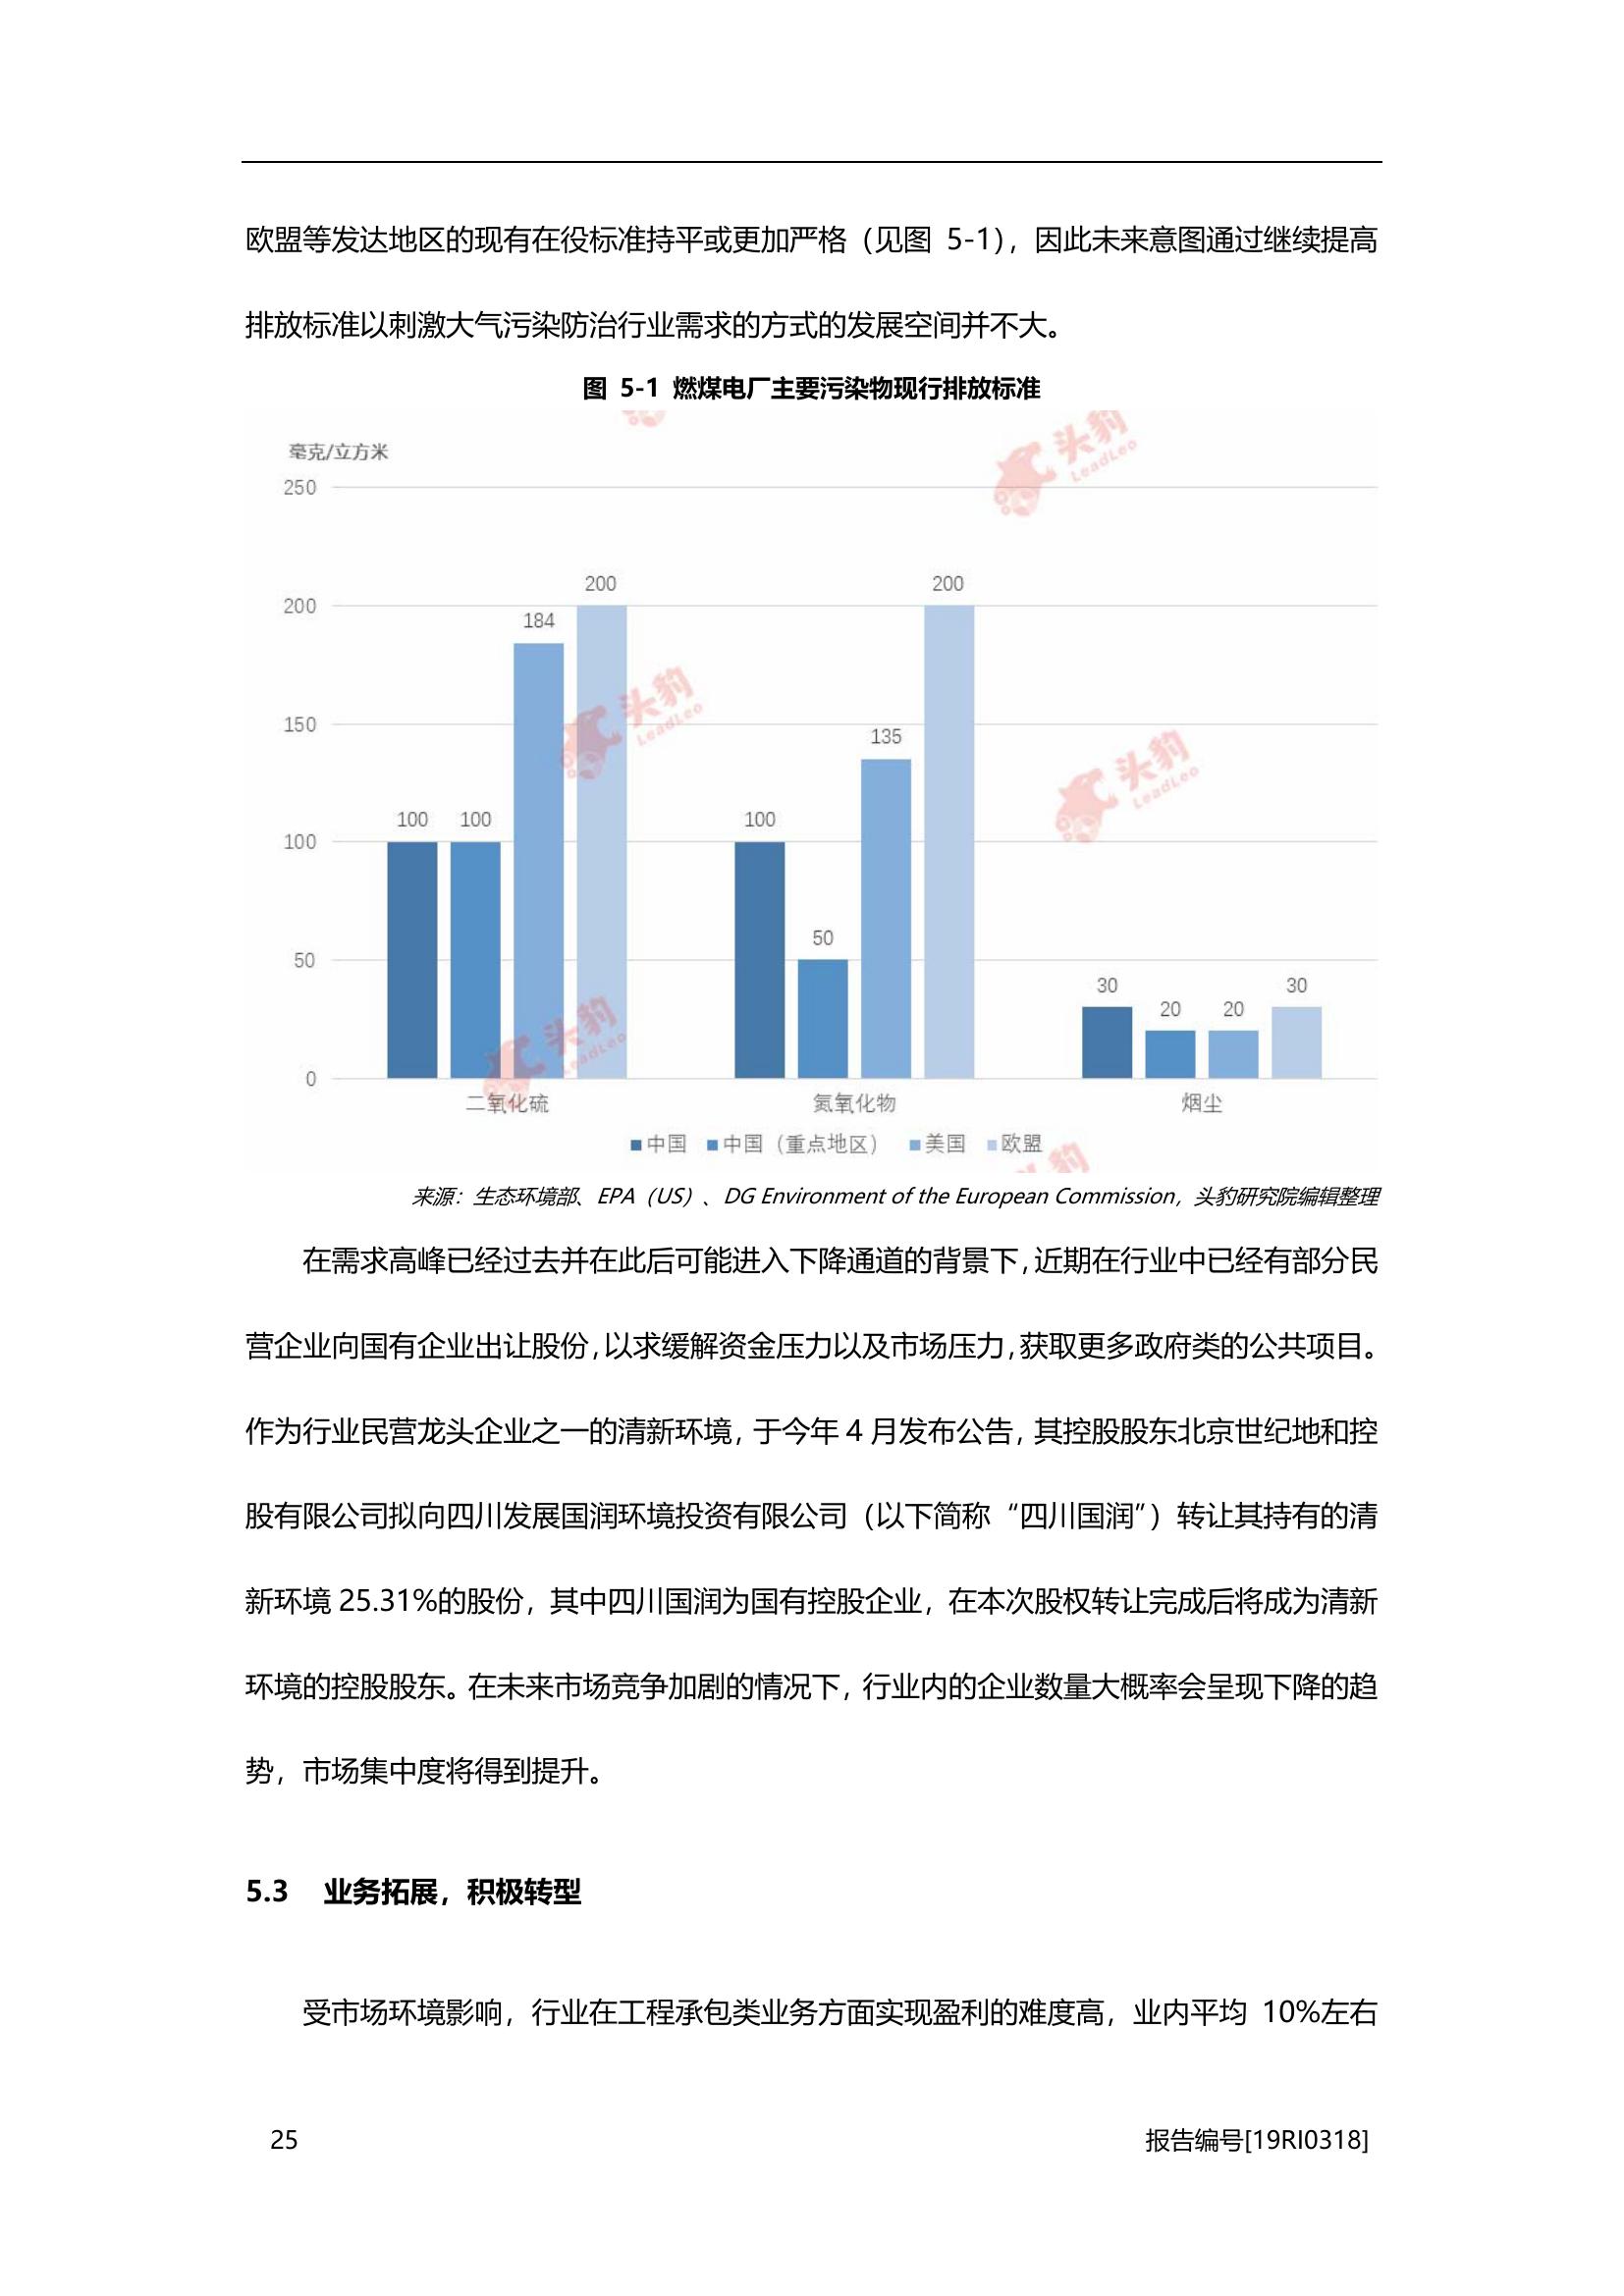 欧盟等发达地区的现有在役标准持平或更加严格（见图 5-1），因此未来意图通过继续提高
排放标准以刺激大气污染防治行业需求的方式的发展空间并不大。
图 5-1 燃煤电厂主要污染物现行排放标准
毫克/立方米
250
200
150
100
50
0
100
100
184
200
100
50
135
200
30
20
20
30
二氧化硫
氮氧化物
烟尘
中国 中国（重点地区） 美国 欧盟
头豹
LeadLeo
头豹
LeadLeo
头豹
LeadLeo
头豹
LeadLeo
豹
来源：生态环境部、EPA（US）、DG Environment of the European Commission，头豹研究院编辑整理
在需求高峰已经过去并在此后可能进入下降通道的背景下，近期在行业中已经有部分民
营企业向国有企业出让股份，以求缓解资金压力以及市场压力，获取更多政府类的公共项目。
作为行业民营龙头企业之一的清新环境，于今年 4 月发布公告，其控股股东北京世纪地和控
股有限公司拟向四川发展国润环境投资有限公司（以下简称“四川国润”）转让其持有的清
新环境 25.31%的股份，其中四川国润为国有控股企业，在本次股权转让完成后将成为清新
环境的控股股东。在未来市场竞争加剧的情况下，行业内的企业数量大概率会呈现下降的趋
势，市场集中度将得到提升。
5.3 业务拓展，积极转型
受市场环境影响，行业在工程承包类业务方面实现盈利的难度高，业内平均 10%左右
25
报告编号[19RI0318]